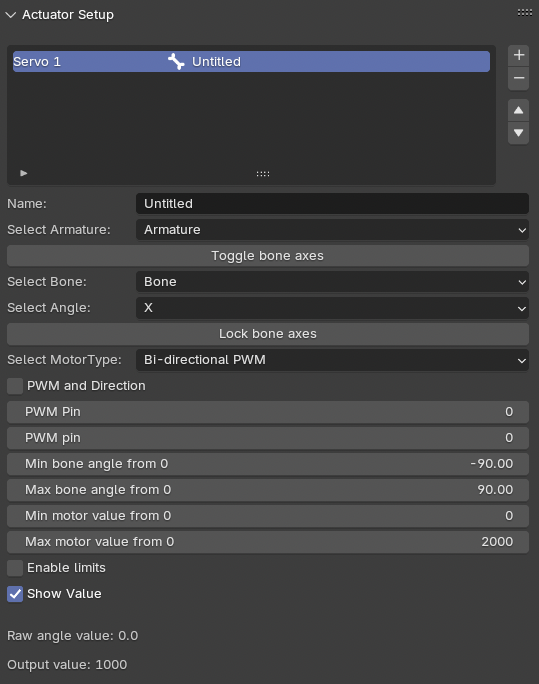 Actuator Setup
Servo 1 Untitled
Name: Untitled
Select Armature: Armature
Toggle bone axes
Select Bone: Bone
Select Angle: X
Lock bone axes
Select MotorType: Bi-directional PWM
PWM and Direction
PWM Pin 0
PWM pin 0
Min bone angle from 0 -90.00
Max bone angle from 0 90.00
Min motor value from 0 0
Max motor value from 0 2000
Enable limits
Show Value
Raw angle value: 0.0
Output value: 1000